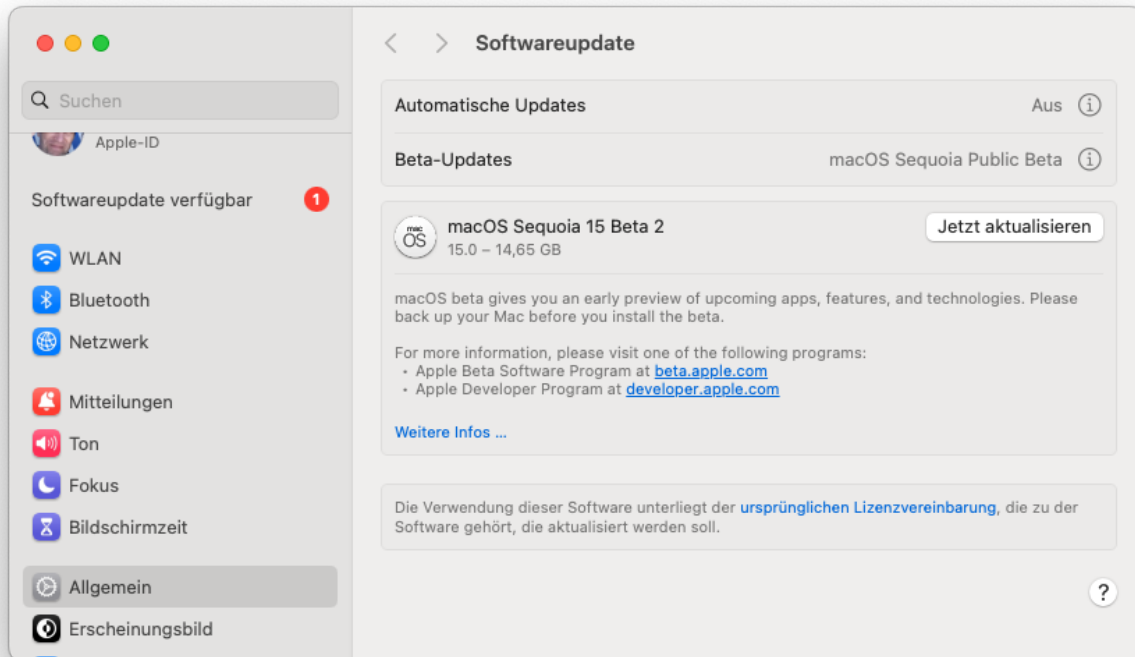 Suchen
Apple-ID
Softwareupdate verfügbar 1
WLAN
Bluetooth
Netzwerk
Mitteilungen
Ton
Fokus
Bildschirmzeit
Allgemein
Erscheinungsbild
Softwareupdate
Automatische Updates Aus
Beta-Updates macOS Sequoia Public Beta
mac
OS
macOS Sequoia 15 Beta 2
15.0 – 14,65 GB
Jetzt aktualisieren
macOS beta gives you an early preview of upcoming apps, features, and technologies. Please
back up your Mac before you install the beta.
For more information, please visit one of the following programs:
• Apple Beta Software Program at beta.apple.com
• Apple Developer Program at developer.apple.com
Weitere Infos ...
Die Verwendung dieser Software unterliegt der ursprünglichen Lizenzvereinbarung, die zu der
Software gehört, die aktualisiert werden soll.
?